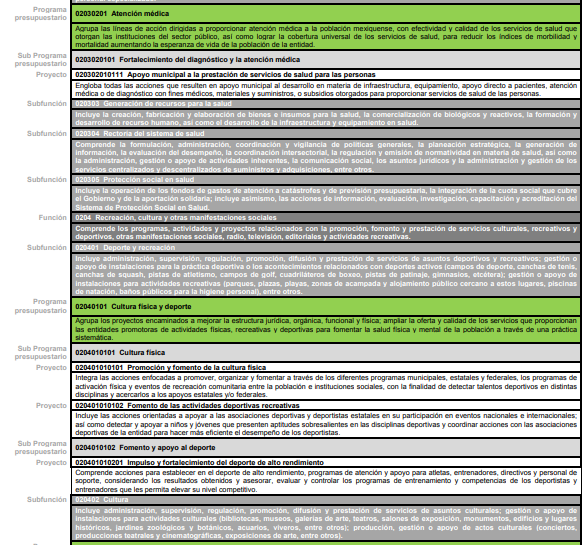 Programa presupuestario
02030201 Atención médica
Agrupa las líneas de acción dirigidas a proporcionar atención médica a la población mexiquense, con efectividad y calidad de los servicios de salud que
otorgan las instituciones del sector público, así como lograr la cobertura universal de los servicios de salud, para reducir los índices de morbilidad y
mortalidad aumentando la esperanza de vida de la población de la entidad.
Sub Programa presupuestario
0203020101 Fortalecimiento del diagnóstico y la atención médica
Proyecto
020302010111 Apoyo municipal a la prestación de servicios de salud para las personas
Engloba todas las acciones que resulten en apoyo municipal al desarrollo en materia de infraestructura, equipamiento, apoyo directo a pacientes, atención
médica o de diagnóstico con fines médicos, materiales y suministros, o subsidios otorgados para proporcionar servicios de salud de las personas.
Subfunción
020303 Generación de recursos para la salud
Incluye la creación, fabricación y elaboración de bienes e insumos para la salud, la comercialización de biológicos y reactivos, la formación y
desarrollo de recurso humano, así como el desarrollo de la infraestructura y equipamiento en salud.
Subfunción
020304 Rectoría del sistema de salud
Comprende la formulación, administración, coordinación y vigilancia de políticas generales, la planeación estratégica, la generación de
información, la evaluación del desempeño, la coordinación intersectorial, la regulación y emisión de normatividad en materia de salud, así como
la administración, gestión o apoyo de actividades inherentes, la comunicación social, los asuntos jurídicos y la administración y gestión de los
servicios centralizados y descentralizados de suministros y adquisiciones, entre otros.
Subfunción
020305 Protección social en salud
Incluye la operación de los fondos de gastos de atención a catástrofes y de previsión presupuestaria, la integración de la cuota social que cubre
el Gobierno y de la aportación solidaria; incluye asimismo, las acciones de información, evaluación, investigación, capacitación y acreditación del
Sistema de Protección Social en Salud.
Función
0204 Recreación, cultura y otras manifestaciones sociales
Comprende los programas, actividades y proyectos relacionados con la promoción, fomento y prestación de servicios culturales, recreativos y
deportivos, otras manifestaciones sociales, radio, televisión, editoriales y actividades recreativas.
Subfunción
020401 Deporte y recreación
Incluye administración, supervisión, regulación, promoción, difusión y prestación de servicios de asuntos deportivos y recreativos; gestión o
apoyo de instalaciones para la práctica deportiva o los acontecimientos relacionados con deportes activos (campos de deporte, canchas de tenis,
canchas de squash, pistas de atletismo, campos de golf, cuadriláteros de boxeo, pistas de patinaje, gimnasios, etcétera); gestión o apoyo de
instalaciones para actividades recreativas (parques, plazas, playas, zonas de acampada y alojamiento público cercano a estos lugares, piscinas
de natación, baños públicos para la higiene personal), entre otros.
Programa presupuestario
02040101 Cultura física y deporte
Agrupa los proyectos encaminados a mejorar la estructura jurídica, orgánica, funcional y física; ampliar la oferta y calidad de los servicios que proporcionan
las entidades promotoras de actividades físicas, recreativas y deportivas para fomentar la salud física y mental de la población a través de una práctica
sistemática.
Sub Programa presupuestario
0204010101 Cultura física
Proyecto
020401010101 Promoción y fomento de la cultura física
Integra las acciones enfocadas a promover, organizar y fomentar a través de los diferentes programas municipales, estatales y federales, los programas de
activación física y eventos de recreación comunitaria entre la población e instituciones sociales, con la finalidad de detectar talentos deportivos en distintas
disciplinas y acercarlos a los apoyos estatales y/o federales.
Proyecto
020401010102 Fomento de las actividades deportivas recreativas
Incluye las acciones orientadas a apoyar a las asociaciones deportivas y deportistas estatales en su participación en eventos nacionales e internacionales;
así como detectar y apoyar a niños y jóvenes que presenten aptitudes sobresalientes en las disciplinas deportivas y coordinar acciones con las asociaciones
deportivas de la entidad para hacer más eficiente el desempeño de los deportistas.
Sub Programa presupuestario
0204010102 Fomento y apoyo al deporte
Proyecto
020401010201 Impulso y fortalecimiento del deporte de alto rendimiento
Comprende acciones para establecer en el deporte de alto rendimiento, programas de atención y apoyo para atletas, entrenadores, directivos y personal de
soporte, considerando los resultados obtenidos y asesorar, evaluar y controlar los programas de entrenamiento y competencias de los deportistas y
entrenadores que les permita elevar su nivel competitivo.
Subfunción
020402 Cultura
Incluye administración, supervisión, regulación, promoción, difusión y prestación de servicios de asuntos culturales; gestión o apoyo de
instalaciones para actividades culturales (bibliotecas, museos, galerías de arte, teatros, salones de exposición, monumentos, edificios y lugares
históricos, jardines zoológicos y botánicos, acuarios, viveros, entre otros); producción, gestión o apoyo de actos culturales (conciertos,
producciones teatrales y cinematográficas, exposiciones de arte, entre otros).